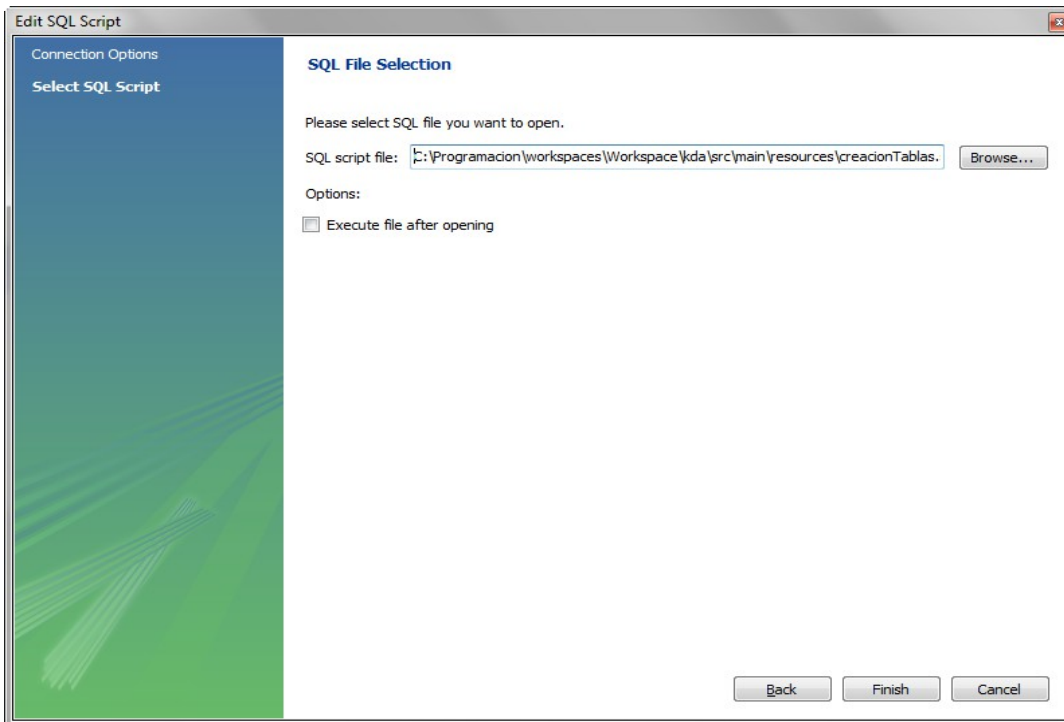 Edit SQL Script
Connection Options
Select SQL Script
SQL File Selection
Please select SQL file you want to open.
SQL script file: C:\Programacion\workspaces\Workspace\kda\src\main\resources\creacionTablas. Browse...
Options:
Execute file after opening
Back Finish Cancel